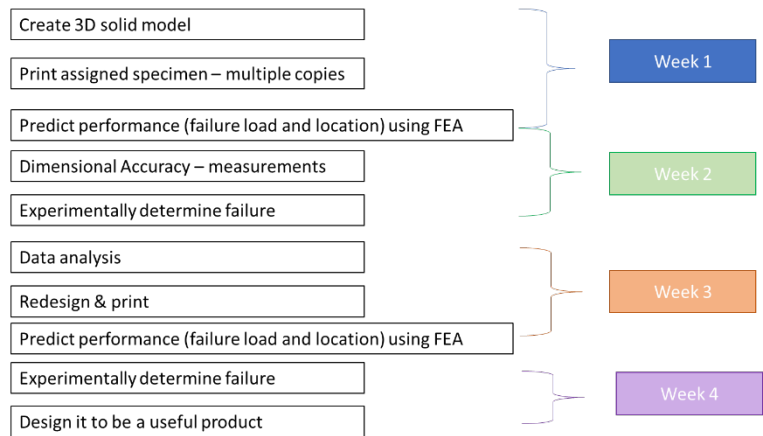 Create 3D solid model
Print assigned specimen – multiple copies
Predict performance (failure load and location) using FEA
Dimensional Accuracy – measurements
Experimentally determine failure
Data analysis
Redesign & print
Predict performance (failure load and location) using FEA
Experimentally determine failure
Design it to be a useful product
Week 1
Week 2
Week 3
Week 4